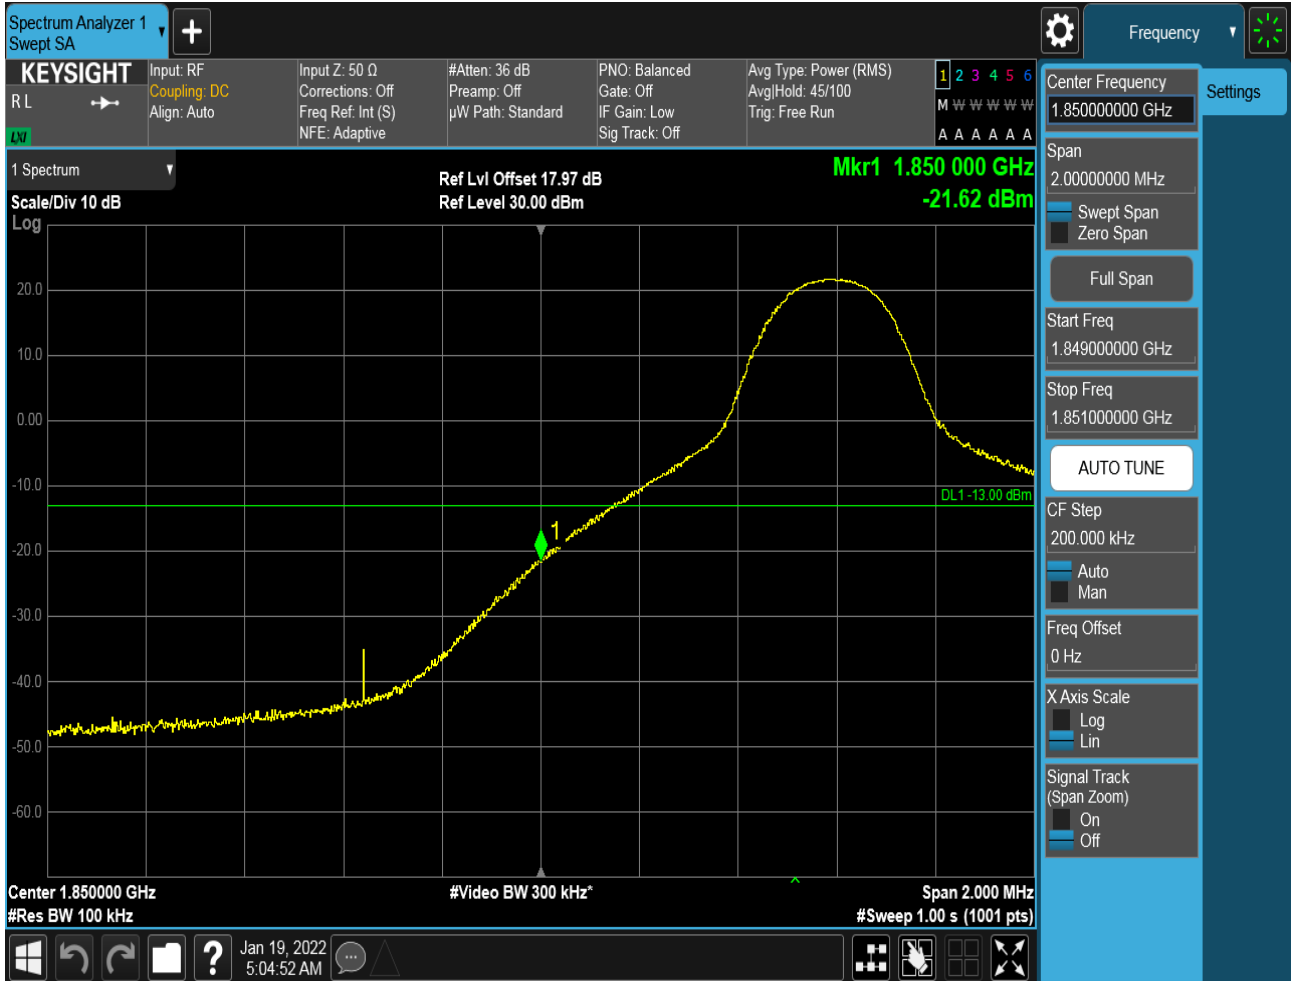 Spectrum Analyzer 1
Swept SA
Frequency
KEYSIGHT
R L
LXI
Input: RF
Coupling: DC
Align: Auto
Input Z: 50 Ω
Corrections: Off
Freq Ref: Int (S)
NFE: Adaptive
#Atten: 36 dB
Preamp: Off
µW Path: Standard
PNO: Balanced
Gate: Off
IF Gain: Low
Sig Track: Off
Avg Type: Power (RMS)
Avg|Hold: 45/100
Trig: Free Run
1 2 3 4 5 6
M W W W W W
A A A A A A
Center Frequency
1.850000000 GHz
Settings
Span
2.00000000 MHz
Swept Span
Zero Span
Full Span
Start Freq
1.849000000 GHz
Stop Freq
1.851000000 GHz
AUTO TUNE
CF Step
200.000 kHz
Auto
Man
Freq Offset
0 Hz
X Axis Scale
Log
Lin
Signal Track
(Span Zoom)
On
Off
1 Spectrum
Scale/Div 10 dB
Log
Ref Lvl Offset 17.97 dB
Ref Level 30.00 dBm
Mkr1 1.850 000 GHz
-21.62 dBm
20.0
10.0
0.00
-10.0
DL1 -13.00 dBm
1
-20.0
-30.0
-40.0
-50.0
-60.0
Center 1.850000 GHz
#Video BW 300 kHz*
Span 2.000 MHz
#Res BW 100 kHz
#Sweep 1.00 s (1001 pts)
?
Jan 19, 2022
5:04:52 AM